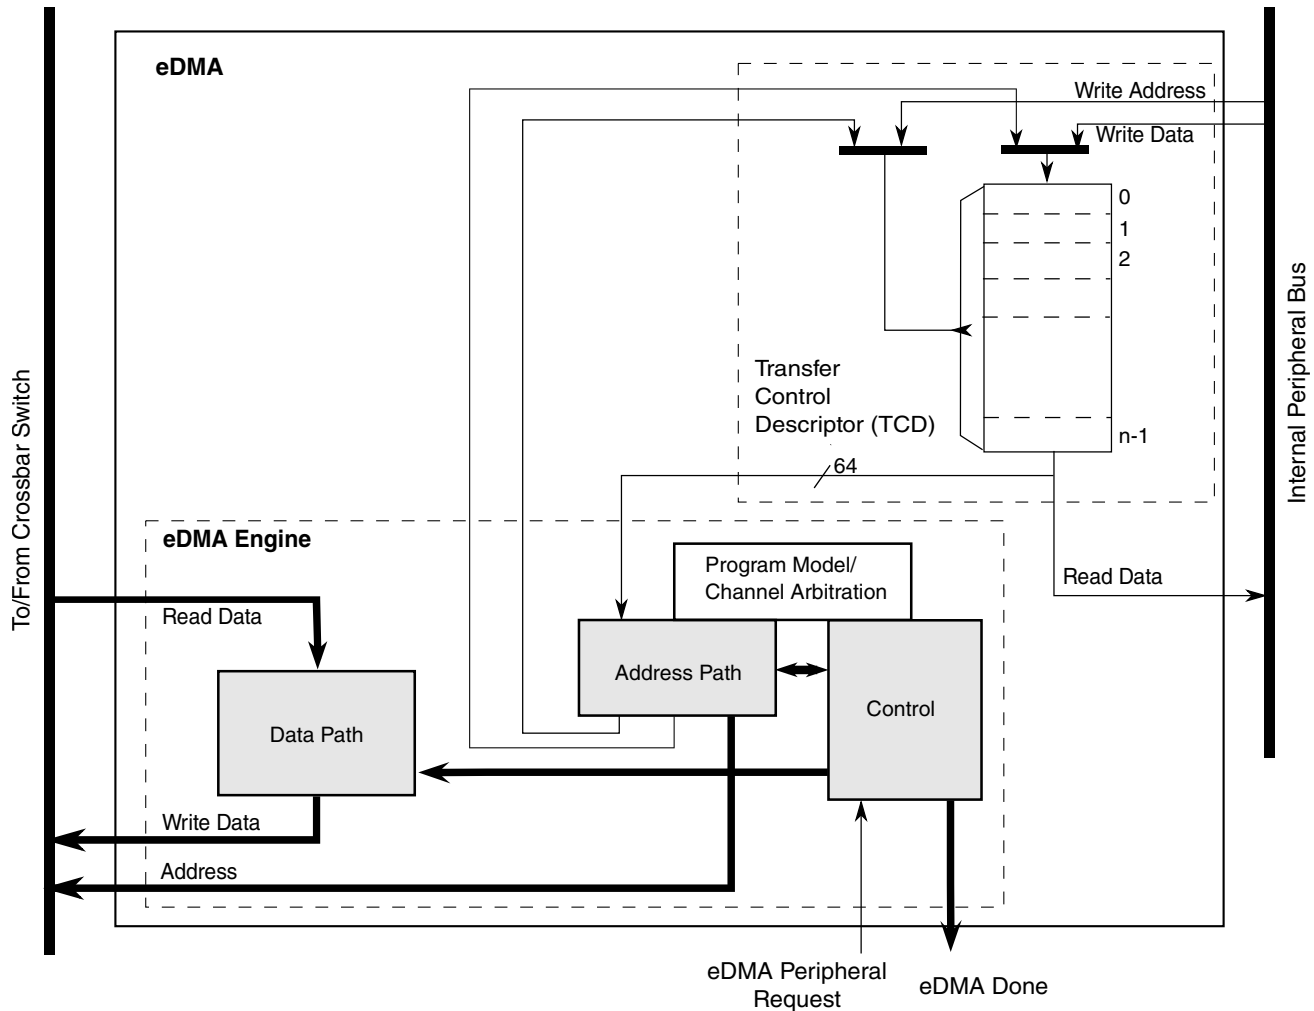 eDMA
Write Address
Write Data
0
1
2
n-1
Transfer
Control
Descriptor (TCD)
64
To/From Crossbar Switch
Internal Peripheral Bus
eDMA Engine
Program Model/
Channel Arbitration
Read Data
Read Data
Address Path
Control
Data Path
Write Data
Address
eDMA Peripheral
Request
eDMA Done